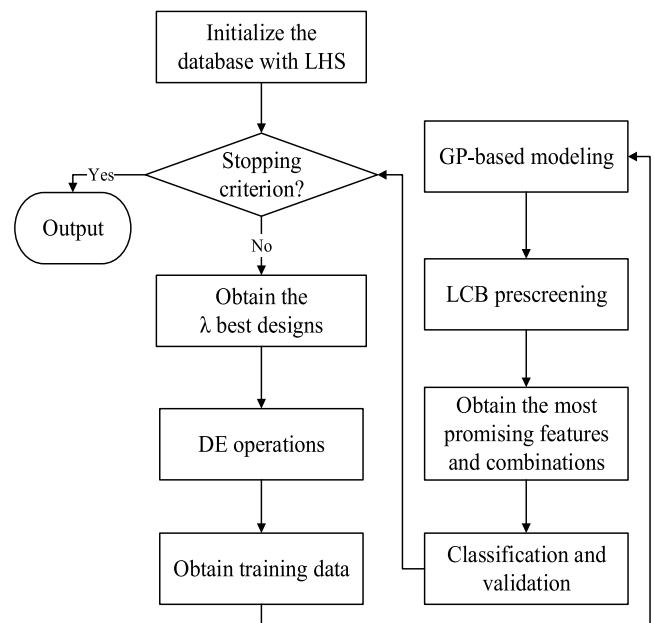 Initialize the
database with LHS
Stopping
criterion?
Yes
Output
No
Obtain the
λ best designs
DE operations
Obtain training data
GP-based modeling
LCB prescreening
Obtain the most
promising features
and combinations
Classification and
validation